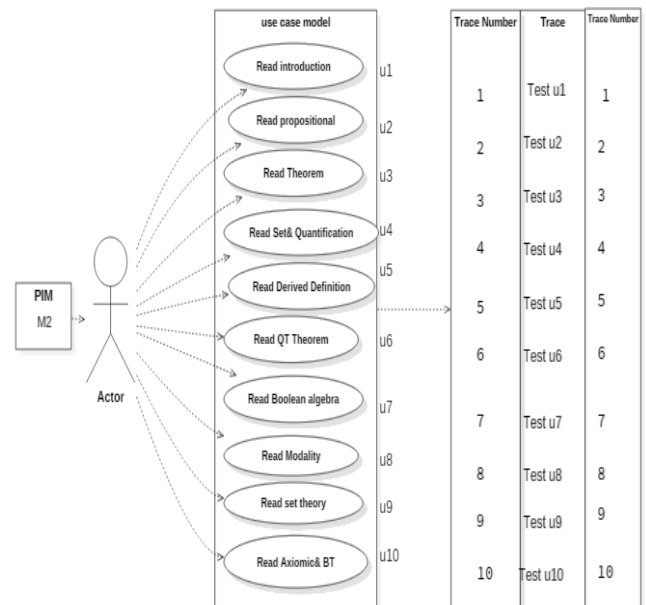 use case model
Trace Number Trace Trace Number
Read introduction u1
1 Test u1 1
Read propositional u2
2 Test u2 2
Read Theorem u3
3 Test u3 3
Read Set& Quantification u4
4 Test u4 4
u5
Read Derived Definition
PIM
M2
5 Test u5 5
Read QT Theorem u6
6 Test u6 6
Actor
Read Boolean algebra u7
7 Test u7 7
Read Modality u8
8 Test u8 8
Read set theory u9
9 Test u9 9
Read Axiomic& BT u10
10 Test u10 10